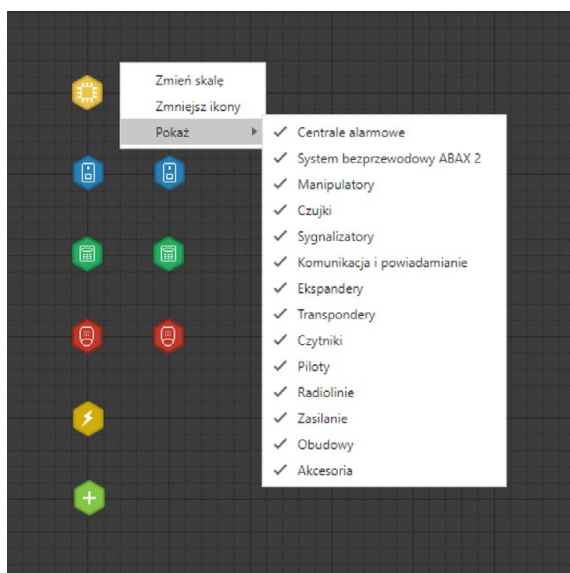 Zmień skalę
Zmniejsz ikony
Pokaż
Centrale alarmowe
System bezprzewodowy ABAX 2
Manipulatory
Czujki
Sygnalizatory
Komunikacja i powiadamianie
Ekspandery
Transpondery
Czytniki
Piloty
Radiolinie
Zasilanie
Obudowy
Akcesoria